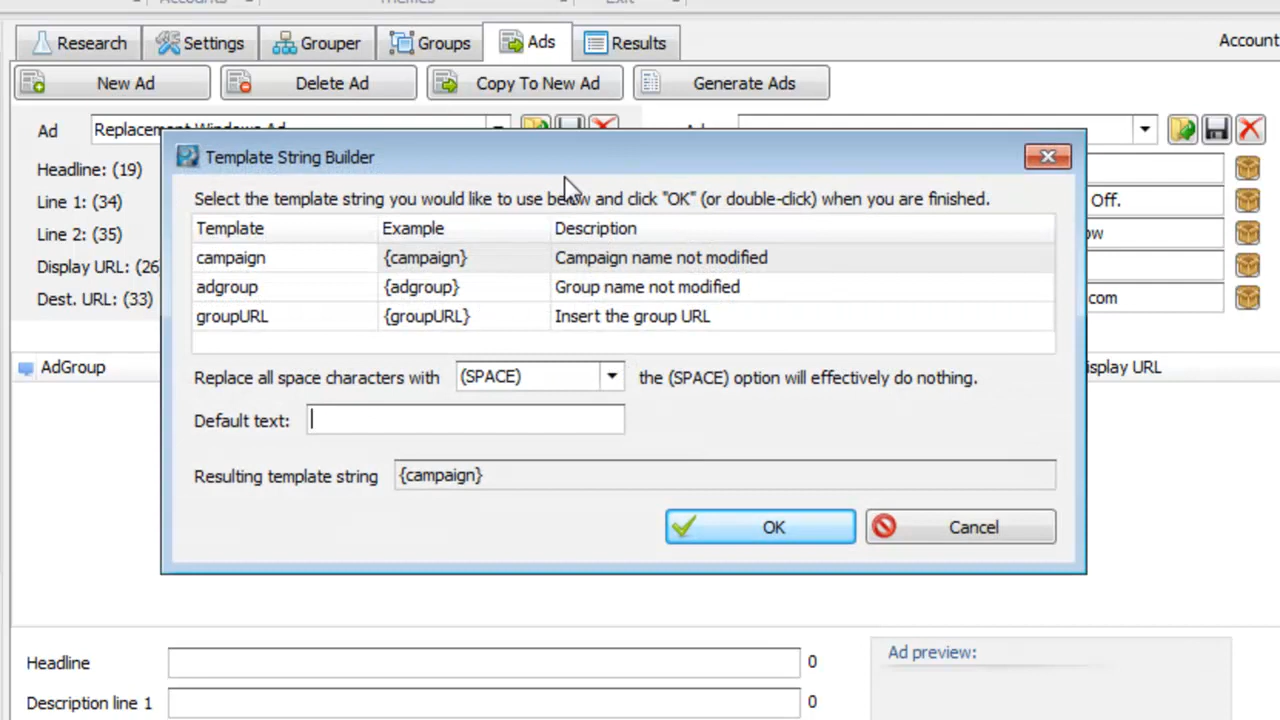 Research Settings Grouper Groups Ads Results Account
New Ad Delete Ad Copy To New Ad Generate Ads
Ad Replacement Windows Ad
Template String Builder
Headline: (19)
Select the template string you would like to use below and click "OK" (or double-click) when you are finished.
Line 1: (34) Off.
Template Example Description
Line 2: (35)
campaign {campaign} Campaign name not modified
Display URL: (26
adgroup {adgroup} Group name not modified
Dest. URL: (33) com
groupURL {groupURL} Insert the group URL
AdGroup isplay URL
Replace all space characters with (SPACE) the (SPACE) option will effectively do nothing.
Default text:
Resulting template string {campaign}
OK Cancel
Headline 0 Ad preview:
Description line 1 0